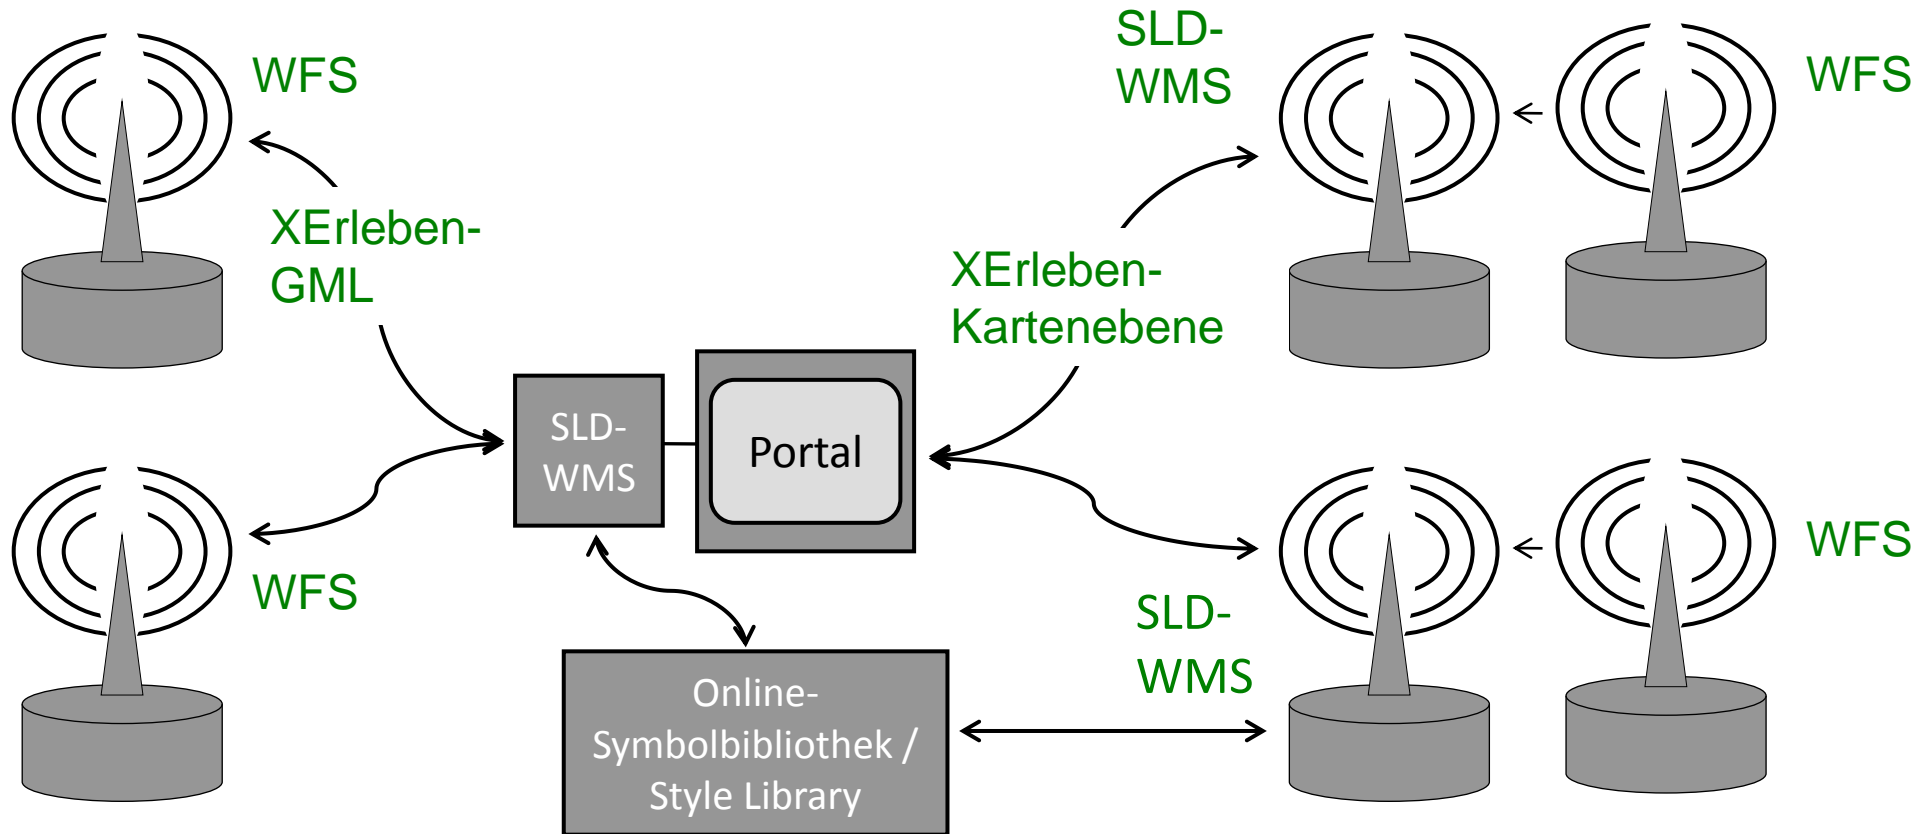 WFS
XErleben-
GML
WFS
SLD-
WMS
Portal
Online-
Symbolbibliothek /
Style Library
XErleben-
Kartenebene
SLD-
WMS
WFS
SLD-
WMS
WFS